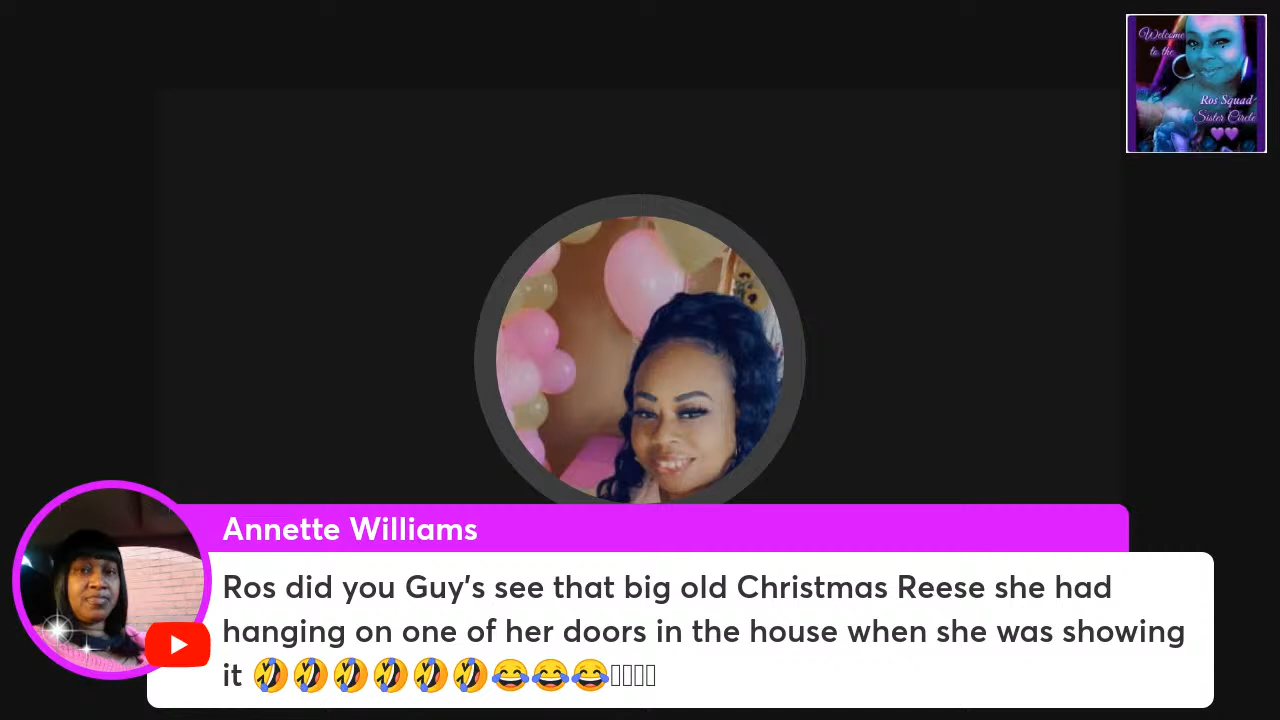 Welcome
to the
Ros Squad
Sister Circle
Annette Williams
Ros did you Guy's see that big old Christmas Reese she had
hanging on one of her doors in the house when she was showing
it 🤣🤣🤣🤣🤣🤣😂😂😂